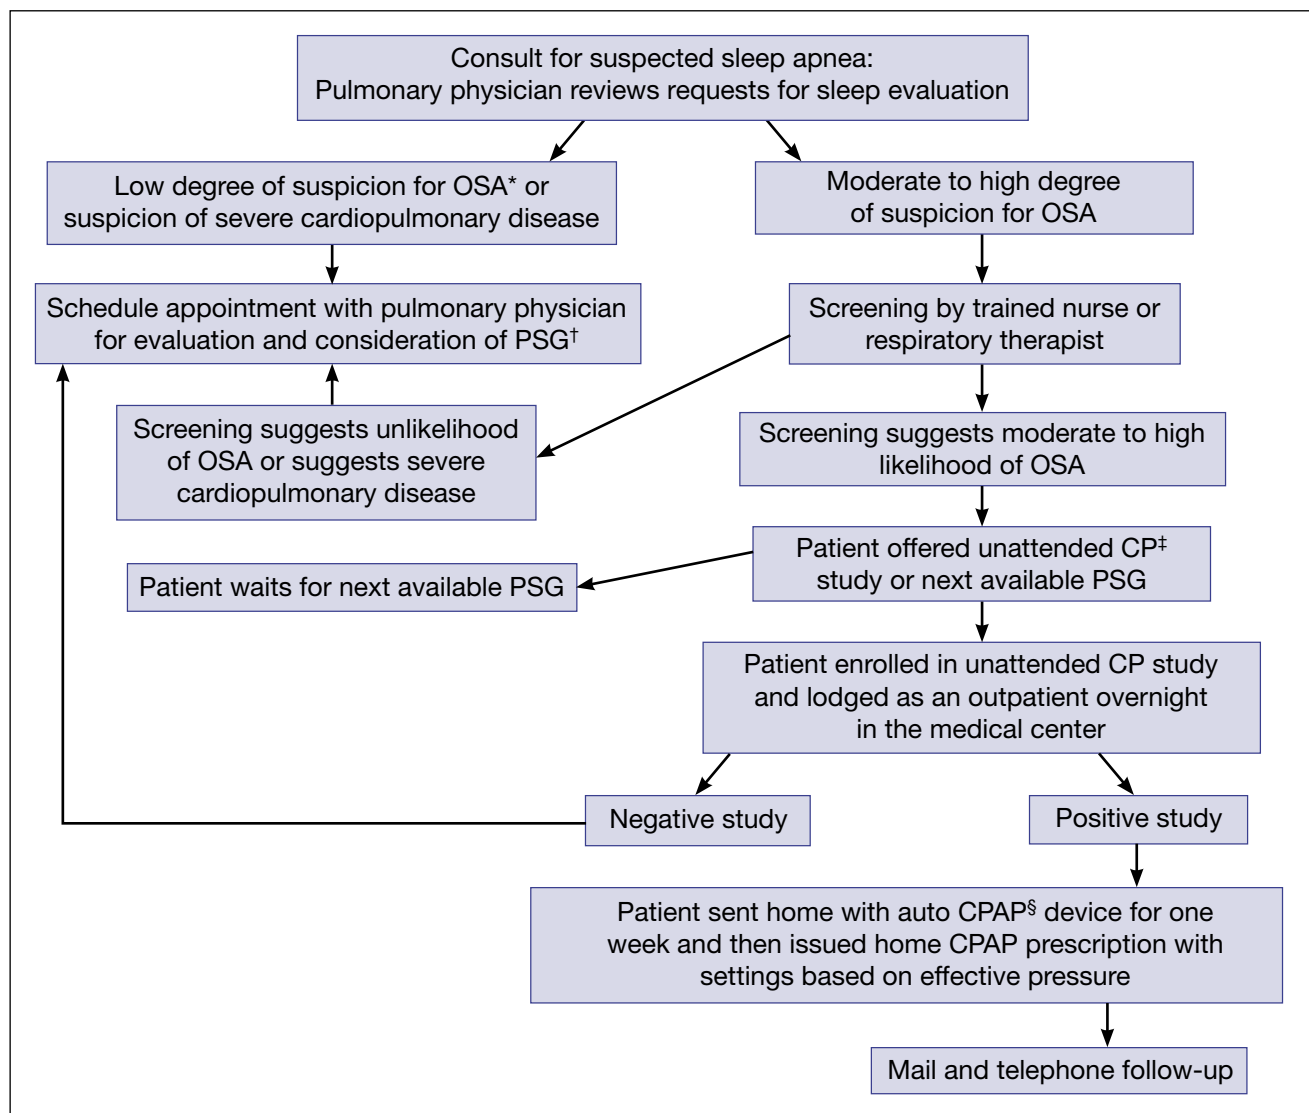 Consult for suspected sleep apnea:
Pulmonary physician reviews requests for sleep evaluation
Low degree of suspicion for OSA* or
suspicion of severe cardiopulmonary disease
Moderate to high degree
of suspicion for OSA
Schedule appointment with pulmonary physician
for evaluation and consideration of PSG†
Screening by trained nurse or
respiratory therapist
Screening suggests unlikelihood
of OSA or suggests severe
cardiopulmonary disease
Screening suggests moderate to high
likelihood of OSA
Patient waits for next available PSG
Patient offered unattended CP‡
study or next available PSG
Patient enrolled in unattended CP study
and lodged as an outpatient overnight
in the medical center
Negative study
Positive study
Patient sent home with auto CPAP§ device for one
week and then issued home CPAP prescription with
settings based on effective pressure
Mail and telephone follow-up